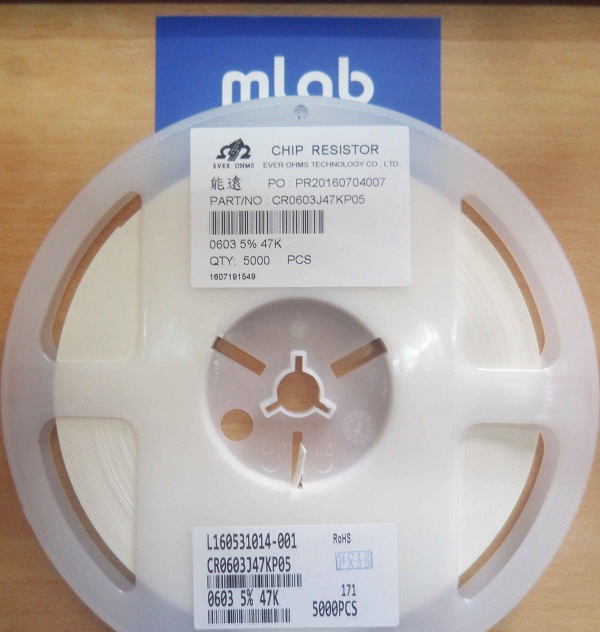 mLab
CHIP RESISTOR
EVER OHMS EVER OHMS TECHNOLOGY CO., LTD.
能遠 PO : PR20160704007
PART/NO : CR0603J47KP05
0603 5% 47K
QTY: 5000 PCS
1607191549
L160531014-001 RoHS
CR0603J47KP05
0603 5% 47K 171
5000PCS